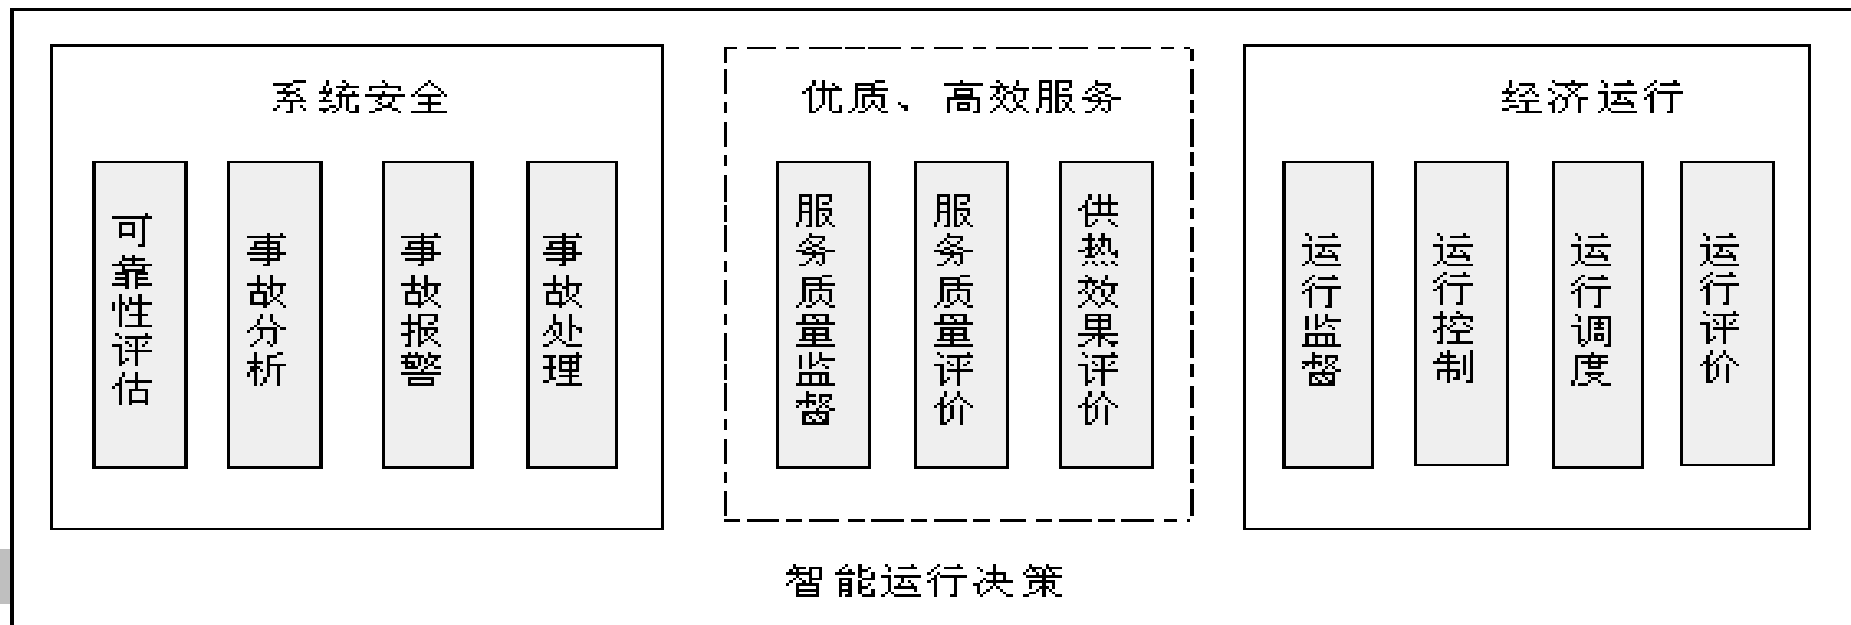 系统安全
可靠性评估
事故分析
事故报警
事故处理
优质、高效服务
服务质量监督
服务质量评价
供热效果评价
经济运行
运行监督
运行控制
运行调度
运行评价
智能运行决策